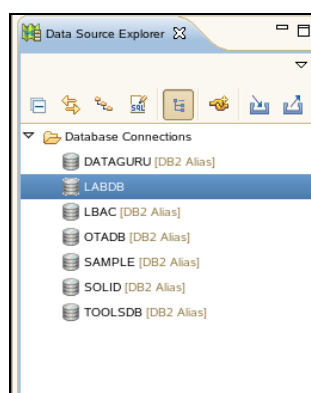 Data Source Explorer
SQL
Database Connections
DATAGURU [DB2 Alias]
LABDB
LBAC [DB2 Alias]
OTADB [DB2 Alias]
SAMPLE [DB2 Alias]
SOLID [DB2 Alias]
TOOLSDB [DB2 Alias]